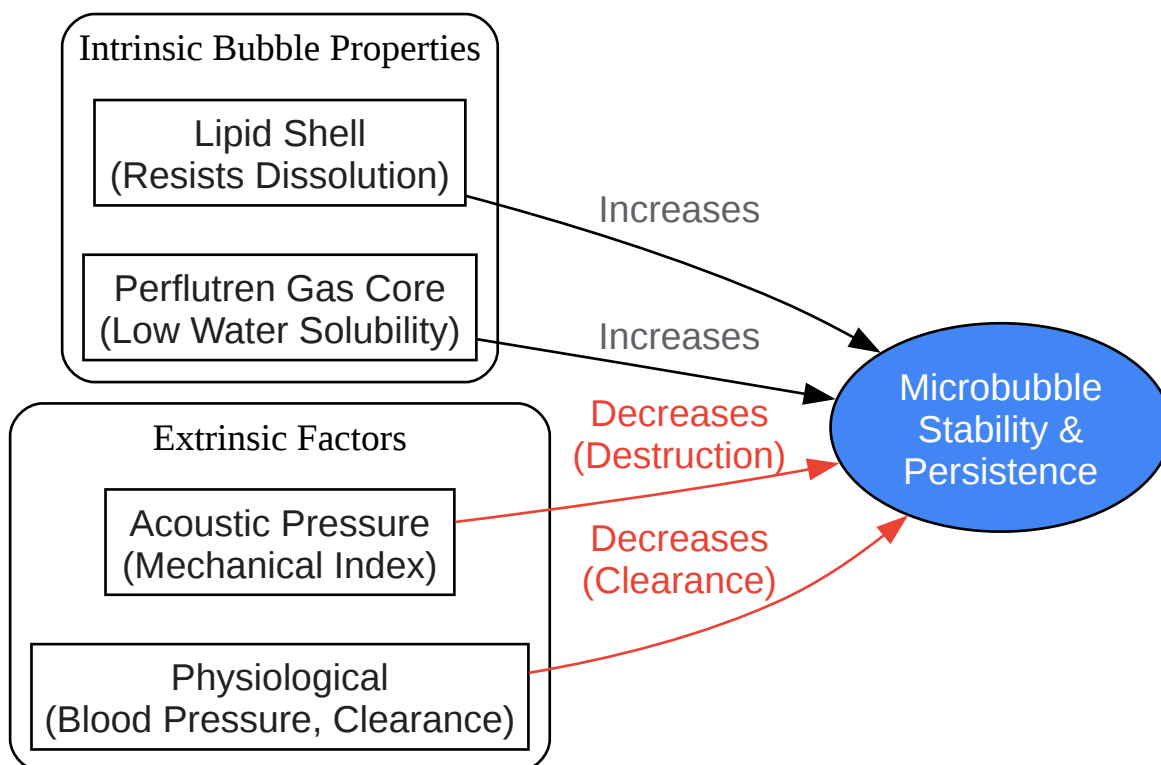 Intrinsic Bubble Properties
Lipid Shell
(Resists Dissolution)
Increases
Perflutren Gas Core
(Low Water Solubility)
Increases
Microbubble
Stability &
Persistence
Extrinsic Factors
Decreases
(Destruction)
Acoustic Pressure
(Mechanical Index)
Decreases
(Clearance)
Physiological
(Blood Pressure, Clearance)